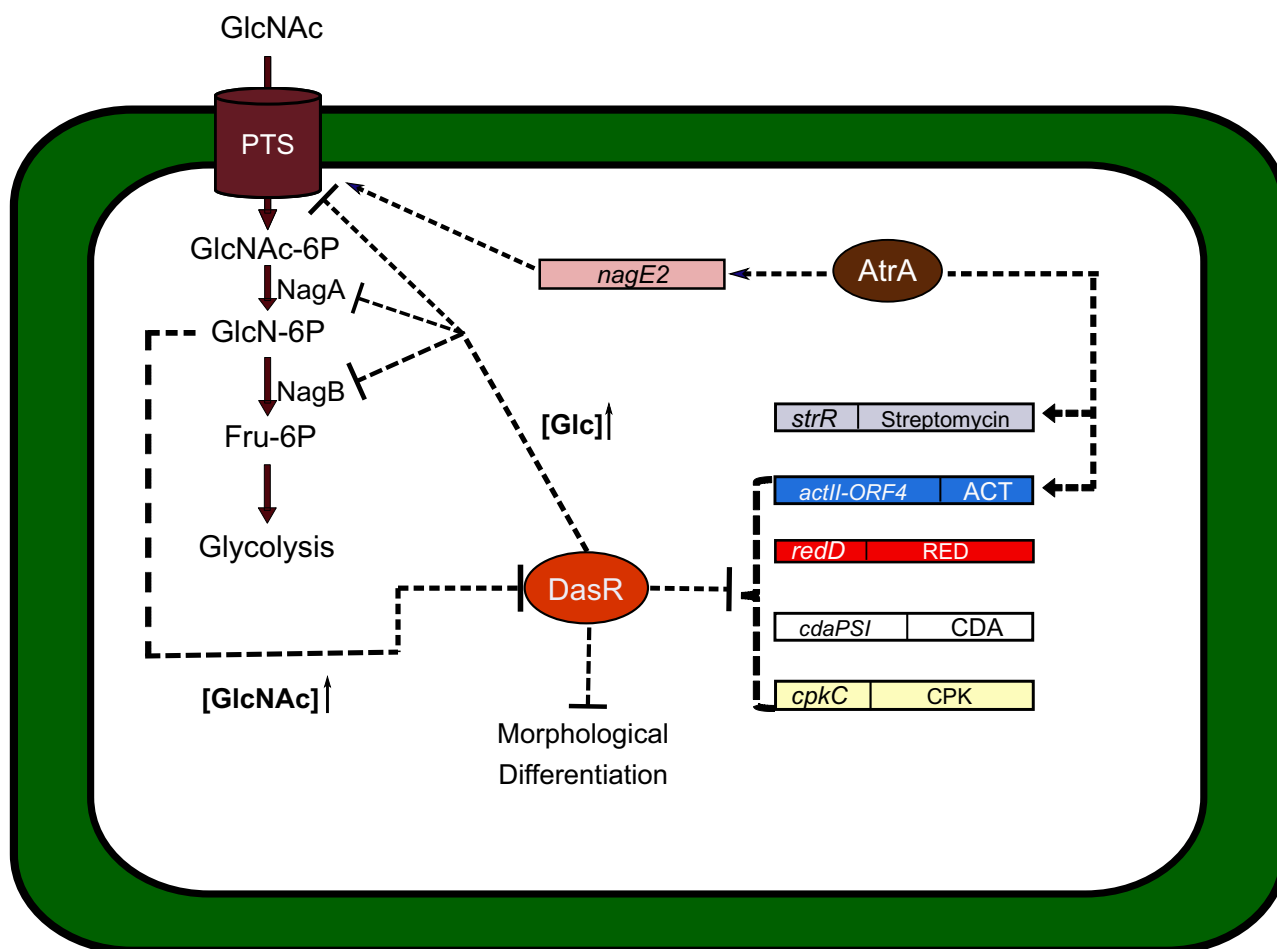 GlcNAc
PTS
GlcNAc-6P
NagA
GlcN-6P
NagB
Fru-6P
Glycolysis
nagE2
AtrA
[Glc]
strR Streptomycin
actII-ORF4 ACT
redD RED
cdaPSI CDA
cpkC CPK
DasR
[GlcNAc]
Morphological
Differentiation